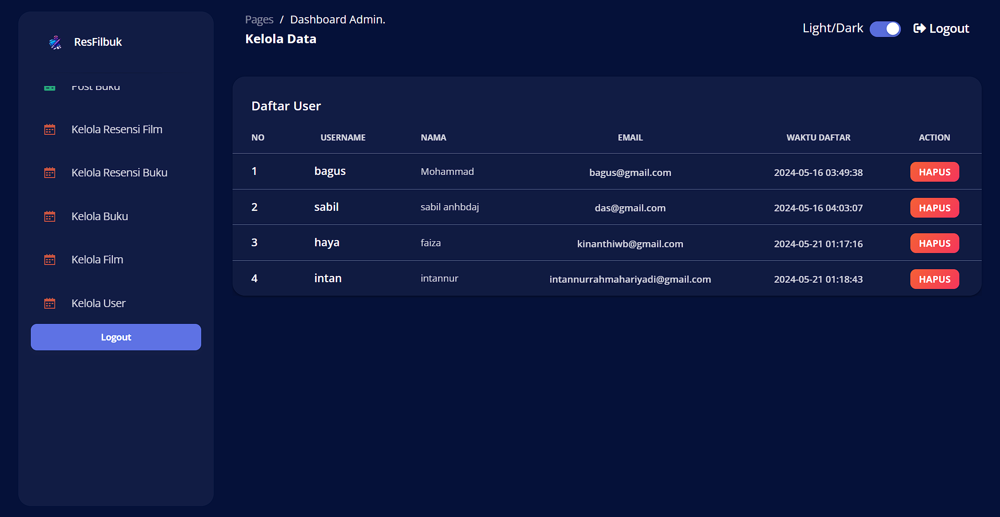 ResFilbuk
Post Buku
Kelola Resensi Film
Kelola Resensi Buku
Kelola Buku
Kelola Film
Kelola User
Logout
Pages / Dashboard Admin.
Kelola Data
Light/Dark Logout
Daftar User
NO USERNAME NAMA EMAIL WAKTU DAFTAR ACTION
1 bagus Mohammad bagus@gmail.com 2024-05-16 03:49:38 HAPUS
2 sabil sabil anhbdaj das@gmail.com 2024-05-16 04:03:07 HAPUS
3 haya faiza kinanthiwb@gmail.com 2024-05-21 01:17:16 HAPUS
4 intan intannur intannurrahmahariyadi@gmail.com 2024-05-21 01:18:43 HAPUS